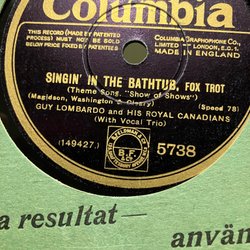 Columbia
THIS RECORD (MADE BY PATENTED
PROCESS) MUST NOT BE SOLD
BELOW PRICE FIXED BY PATENTEES
COLUMBIA GRAPHOPHONE CO.
LIMITED, LONDON, E.C.1.
MADE IN ENGLAND
SINGIN' IN THE BATHTUB, FOX TROT
(Theme Song, "Show of Shows")
(Magidson, Washington & Cleary) (Speed 78)
GUY LOMBARDO and HIS ROYAL CANADIANS
(With Vocal Trio)
(149427.)
B.F.
& Co.
5738
a resultat
använ